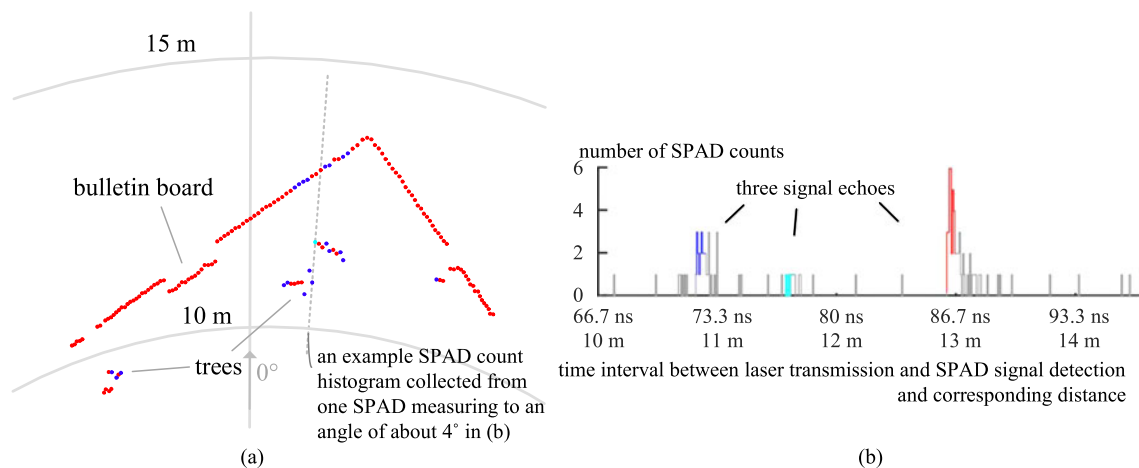 15 m
bulletin board
10 m
trees
0°
an example SPAD count
histogram collected from
one SPAD measuring to an
angle of about 4° in (b)
(a)
number of SPAD counts
6
4
2
0
three signal echoes
66.7 ns 73.3 ns 80 ns 86.7 ns 93.3 ns
10 m 11 m 12 m 13 m 14 m
time interval between laser transmission and SPAD signal detection
and corresponding distance
(b)